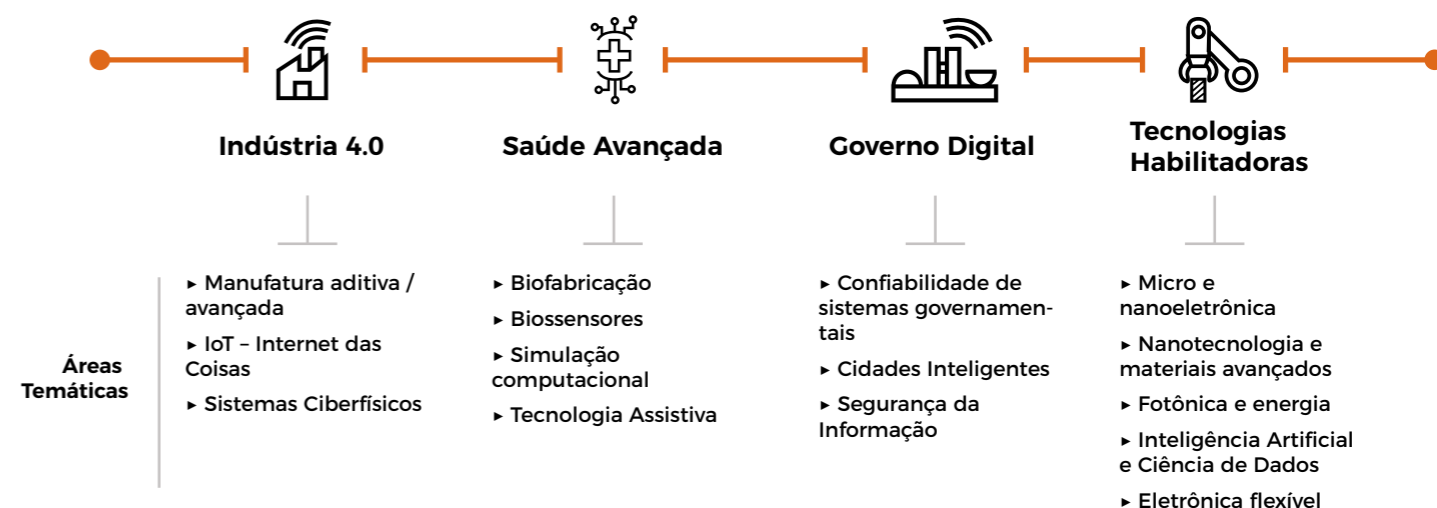 Indústria 4.0
Saúde Avançada
Governo Digital
Tecnologias
Habilitadoras
Áreas
Temáticas
▸ Manufatura aditiva /
avançada
▸ IoT – Internet das
Coisas
▸ Sistemas Ciberfísicos
▸ Biofabricação
▸ Biossensores
▸ Simulação
computacional
▸ Tecnologia Assistiva
▸ Confiabilidade de
sistemas governamen-
tais
▸ Cidades Inteligentes
▸ Segurança da
Informação
▸ Micro e
nanoeletrônica
▸ Nanotecnologia e
materiais avançados
▸ Fotônica e energia
▸ Inteligência Artificial
e Ciência de Dados
▸ Eletrônica flexível